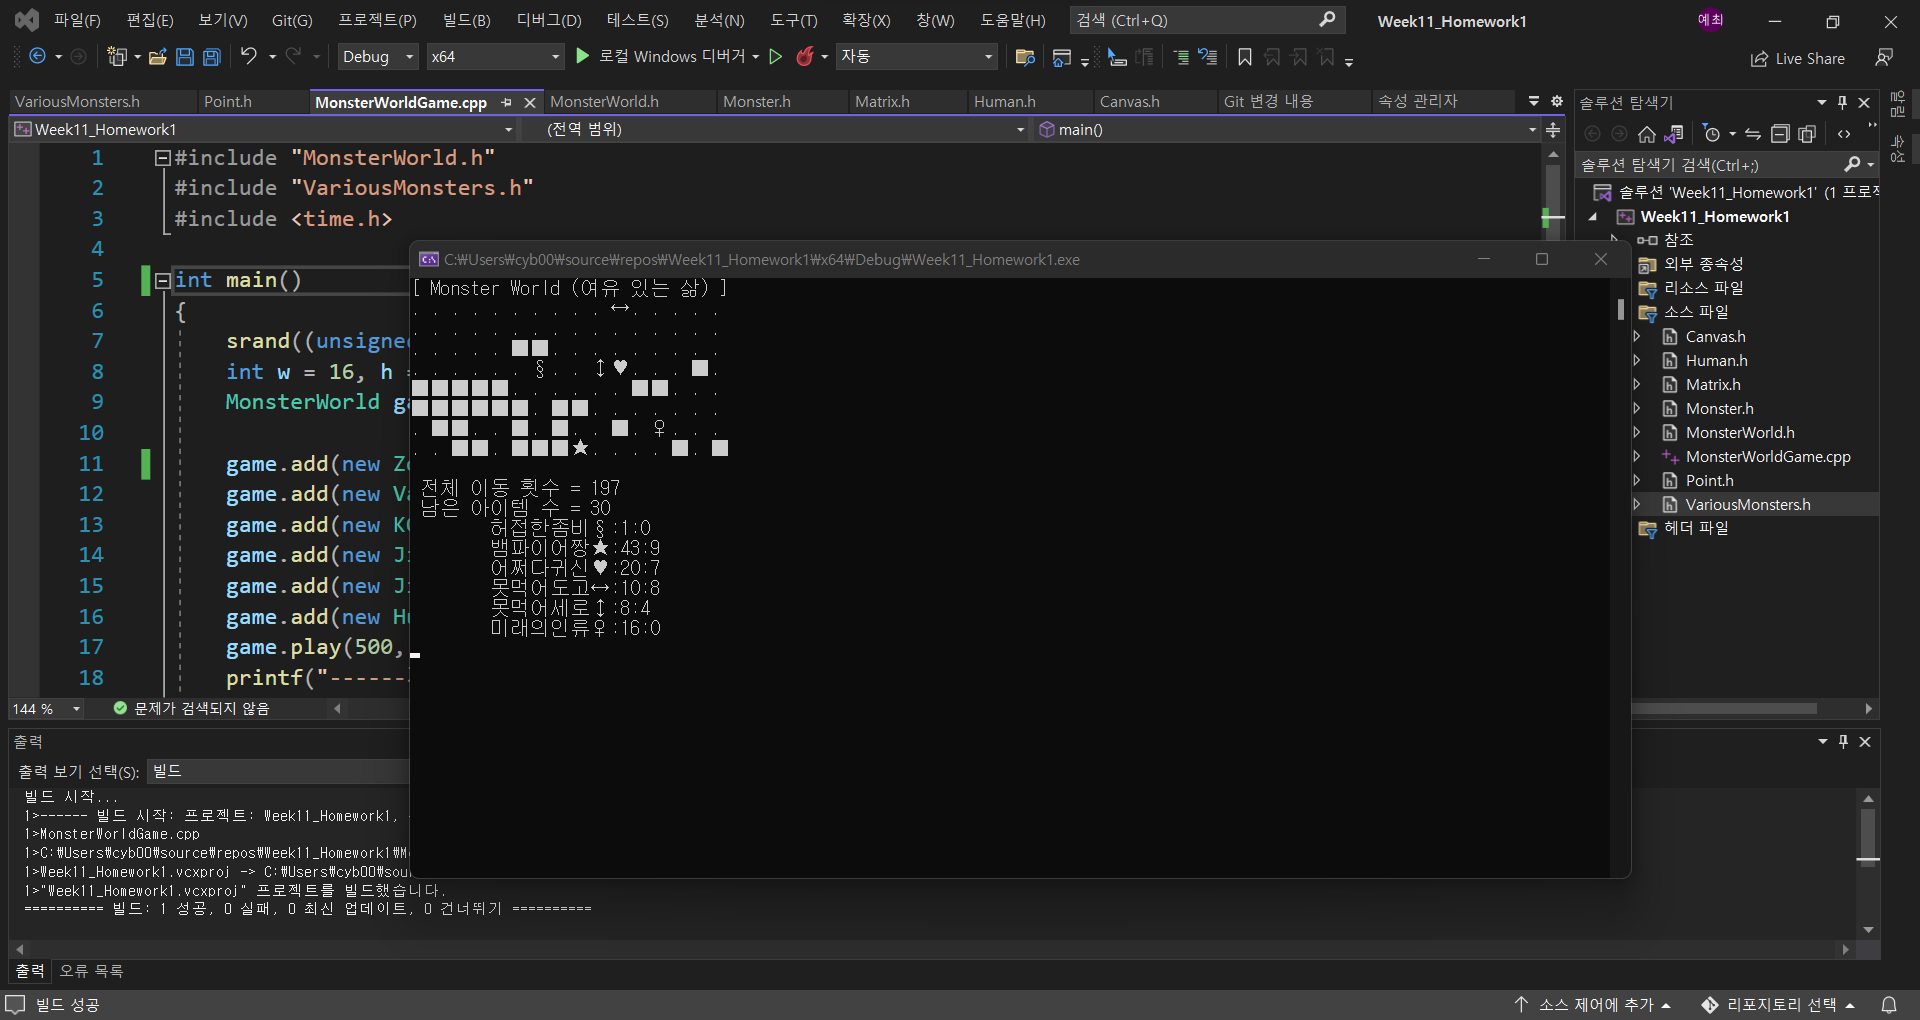 파일(F) 편집(E) 보기(V) Git(G) 프로젝트(P) 빌드(B) 디버그(D) 테스트(S) 분석(N) 도구(T) 확장(X) 창(W) 도움말(H) 검색 (Ctrl+Q) Week11_Homework1 예최
Debug x64 로컬 Windows 디버거 자동 Live Share
VariousMonsters.h Point.h MonsterWorldGame.cpp MonsterWorld.h Monster.h Matrix.h Human.h Canvas.h Git 변경 내용 속성 관리자
Week11_Homework1 (전역 범위) main()
1 #include "MonsterWorld.h"
2 #include "VariousMonsters.h"
3 #include <time.h>
4
5 int main()
6 {
7 srand((unsigned
8 int w = 16, h
9 MonsterWorld ga
10
11 game.add(new Zo
12 game.add(new Va
13 game.add(new KG
14 game.add(new Ji
15 game.add(new Ji
16 game.add(new Hu
17 game.play(500,
18 printf("------
144 % 문제가 검색되지 않음
C:\Users\cyb00\source\repos\Week11_Homework1\x64\Debug\Week11_Homework1.exe
[ Monster World (여유 있는 삶) ]
. . . . . . . . . . ↔. . . . .
. . . . . . . . . . . . . . . .
. . . . . ■■. . . . . . . . .
. . . . . . § . . ↕♥. . . ■.
■■■■■. . . . . . ■■. . .
■■■■■■. ■■. . . . . . .
. ■■. . ■. ■. . ■. ♀. . .
. . ■■. ■■■★. . . . ■. ■
전체 이동 횟수 = 197
남은 아이템 수 = 30
허접한좀비§:1:0
뱀파이어짱★:43:9
어쩌다귀신♥:20:7
못먹어도고↔:10:8
못먹어세로↕:8:4
미래의인류♀:16:0
솔루션 탐색기
솔루션 탐색기 검색(Ctrl+;)
솔루션 'Week11_Homework1' (1 프로젝
Week11_Homework1
참조
외부 종속성
리소스 파일
소스 파일
Canvas.h
Human.h
Matrix.h
Monster.h
MonsterWorld.h
MonsterWorldGame.cpp
Point.h
VariousMonsters.h
헤더 파일
알림
속성
출력
출력 보기 선택(S): 빌드
빌드 시작...
1>------ 빌드 시작: 프로젝트: Week11_Homework1,
1>MonsterWorldGame.cpp
1>C:\Users\cyb00\source\repos\Week11_Homework1\M
1>Week11_Homework1.vcxproj -> C:\Users\cyb00\sou
1>"Week11_Homework1.vcxproj" 프로젝트를 빌드했습니다.
========== 빌드: 1 성공, 0 실패, 0 최신 업데이트, 0 건너뛰기 ==========
출력 오류 목록
빌드 성공 소스 제어에 추가 리포지토리 선택